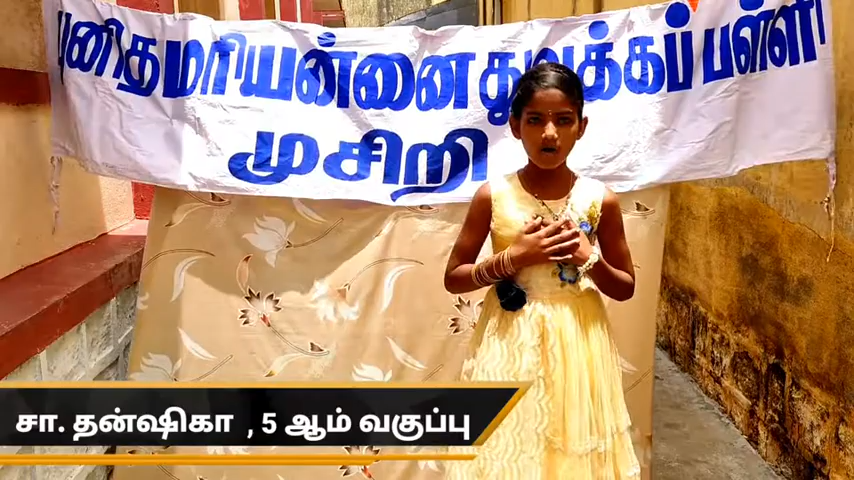 புனிதமரியன்னை துவக்கப் பள்ளி
முசிறி
சா. தன்ஷிகா , 5 ஆம் வகுப்பு